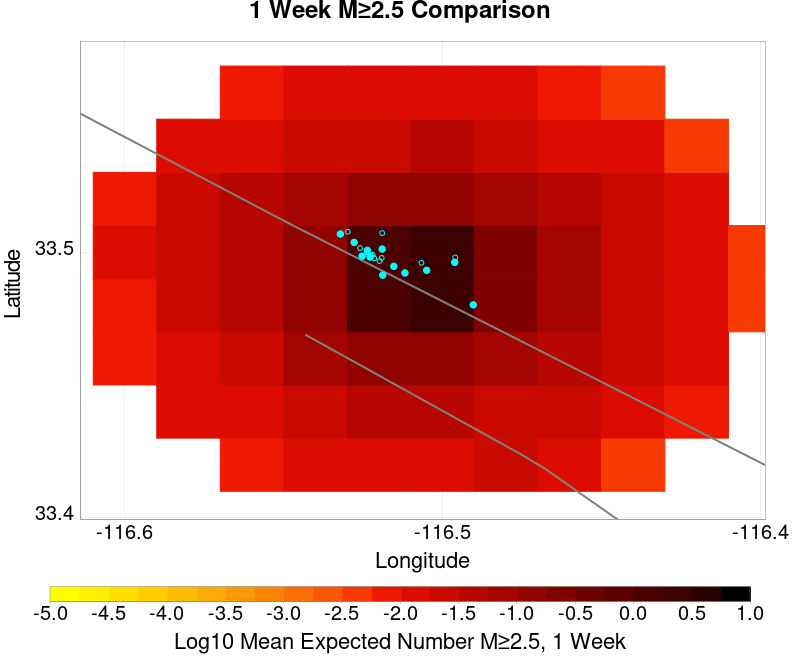 1 Week M≥2.5 Comparison
Latitude
33.5
33.4
-116.6 -116.5 -116.4
Longitude
-5.0 -4.5 -4.0 -3.5 -3.0 -2.5 -2.0 -1.5 -1.0 -0.5 0.0 0.5 1.0
Log10 Mean Expected Number M≥2.5, 1 Week